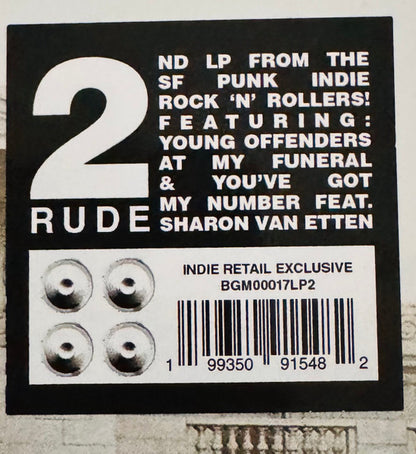 2
RUDE
ND LP FROM THE
SF PUNK INDIE
ROCK ‘N’ ROLLERS!
FEATURING:
YOUNG OFFENDERS
AT MY FUNERAL
& YOU’VE GOT
MY NUMBER FEAT.
SHARON VAN ETTEN
INDIE RETAIL EXCLUSIVE
BGM00017LP2
1 99350 91548 2